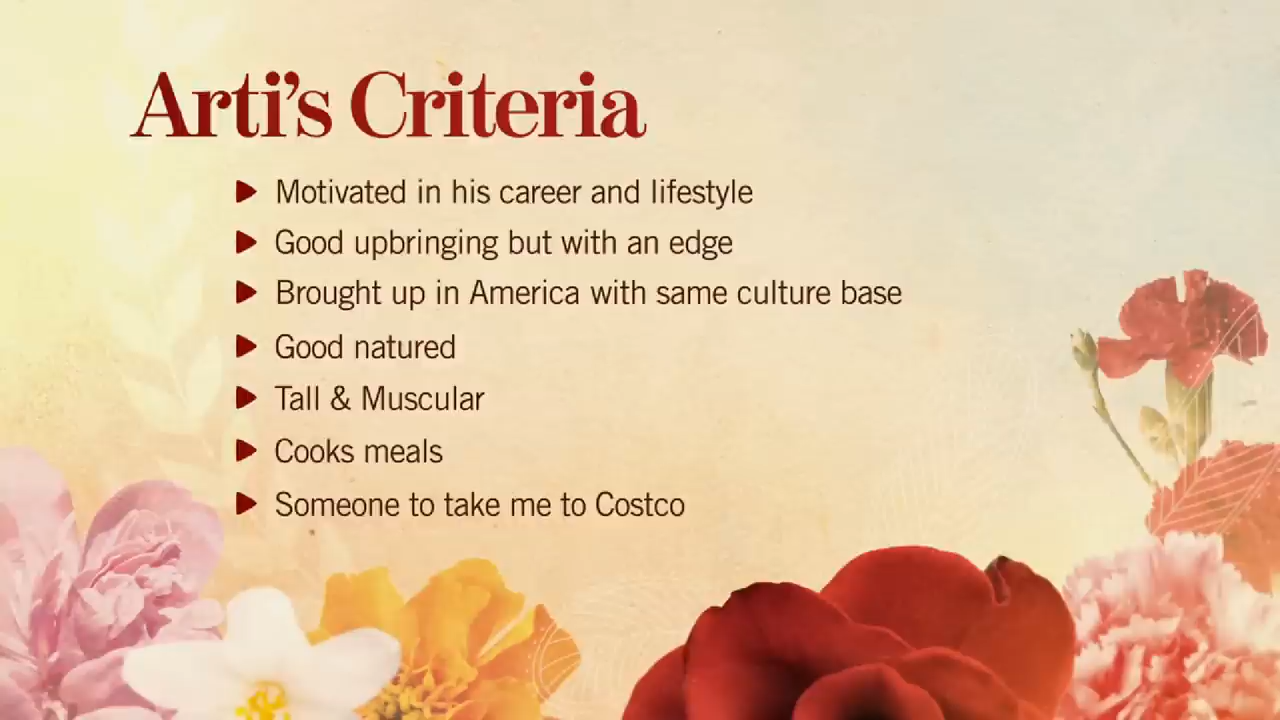 Arti’s Criteria
Motivated in his career and lifestyle
Good upbringing but with an edge
Brought up in America with same culture base
Good natured
Tall & Muscular
Cooks meals
Someone to take me to Costco